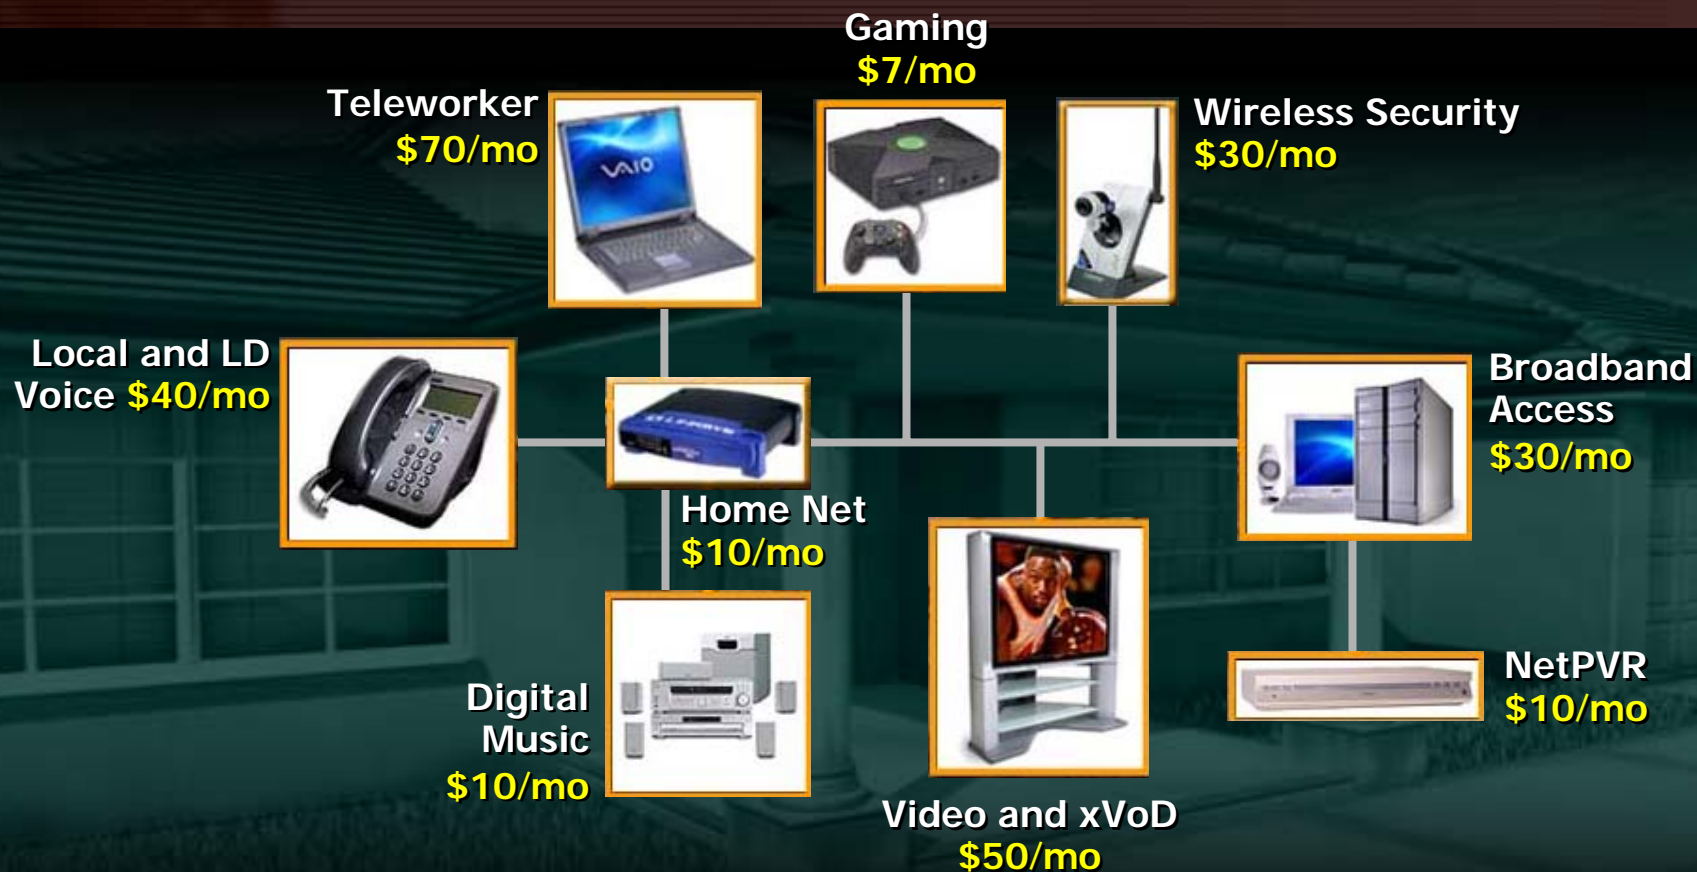 Gaming
$7/mo
Teleworker
$70/mo
VAIO
Wireless Security
$30/mo
Local and LD
Voice $40/mo
Broadband
Access
$30/mo
Home Net
$10/mo
Digital
Music
$10/mo
NetPVR
$10/mo
Video and xVoD
$50/mo